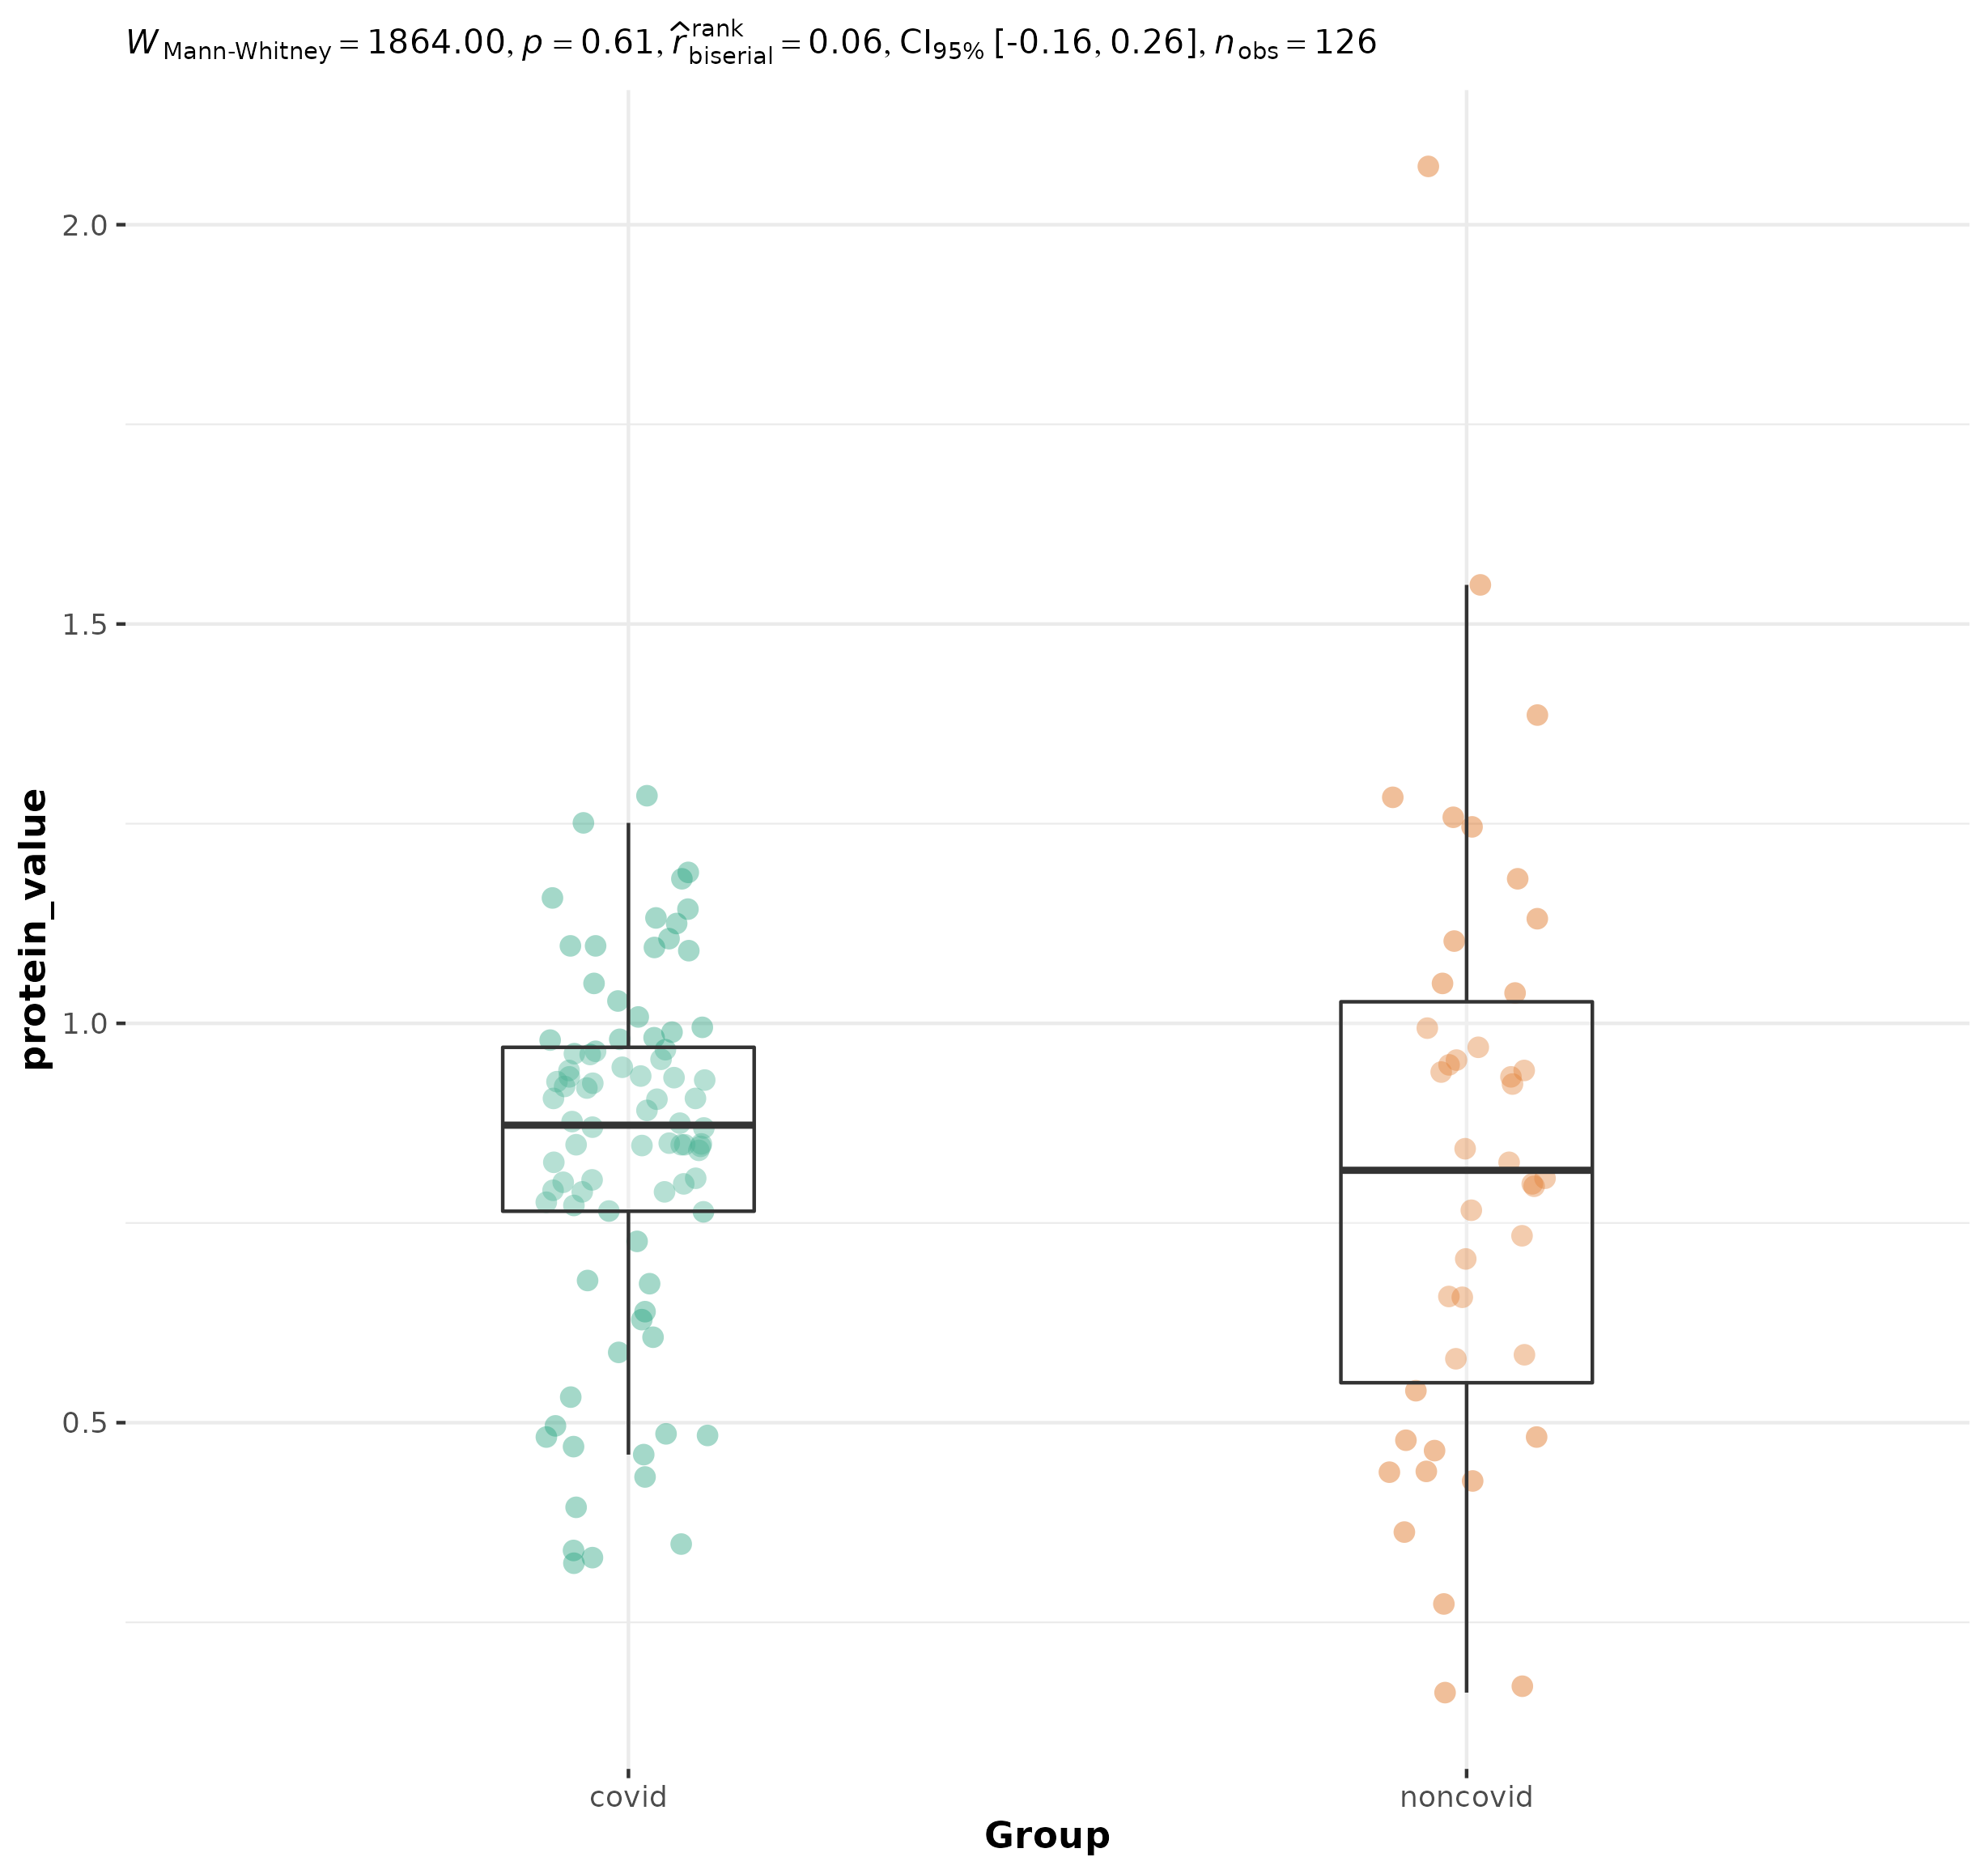 W Mann-Whitney = 1864.00, p = 0.61, r̂ rank biserial = 0.06, CI95% [-0.16, 0.26], nobs = 126
2.0
1.5
1.0
0.5
protein_value
covid noncovid
Group